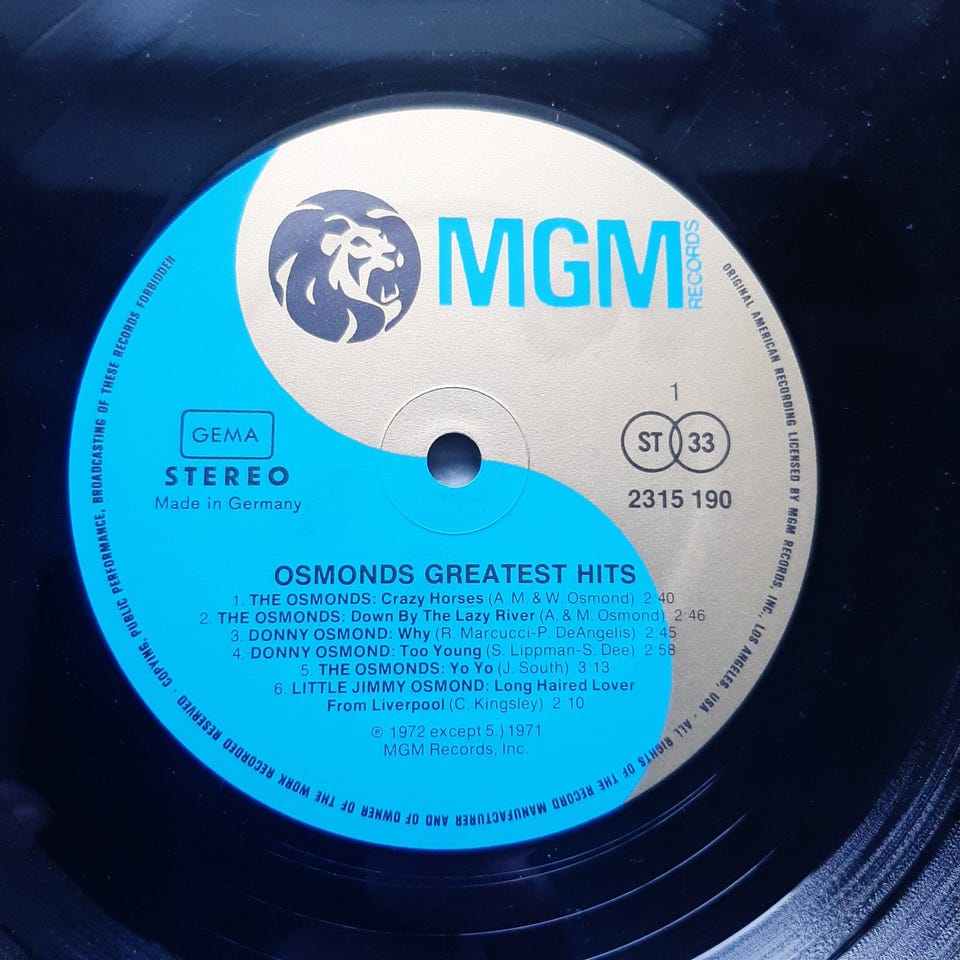 MGM
RECORDS
1
ST 33
2315 190
GEMA
STEREO
Made in Germany
OSMONDS GREATEST HITS
1. THE OSMONDS: Crazy Horses (A, M. & W. Osmond) 2:40
2. THE OSMONDS: Down By The Lazy River (A. & M. Osmond) 2:46
3. DONNY OSMOND: Why (R. Marcucci-P. DeAngelis) 2:45
4. DONNY OSMOND: Too Young (S. Lippman-S. Dee) 2:58
5. THE OSMONDS: Yo Yo (J. South) 3:13
6. LITTLE JIMMY OSMOND: Long Haired Lover
From Liverpool (C. Kingsley) 2:10
℗ 1972 except 5.) 1971
MGM Records, Inc.
ORIGINAL AMERICAN RECORDING LICENSED BY MGM RECORDS, INC., LOS ANGELES, USA · ALL RIGHTS OF THE RECORD MANUFACTURER AND OF OWNER OF THE WORK RECORDED RESERVED · COPYING, PUBLIC PERFORMANCE, BROADCASTING OF THESE RECORDS FORBIDDEN